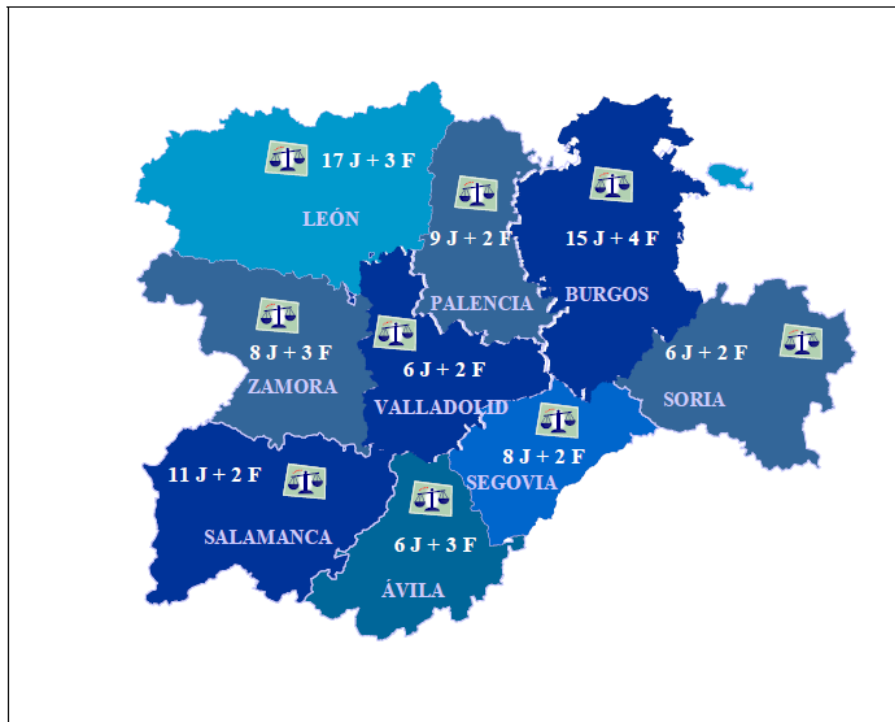 17 J + 3 F
LEÓN
9 J + 2 F
PALENCIA
15 J + 4 F
BURGOS
8 J + 3 F
ZAMORA
6 J + 2 F
VALLADOLID
6 J + 2 F
SORIA
8 J + 2 F
SEGOVIA
11 J + 2 F
SALAMANCA
6 J + 3 F
ÁVILA